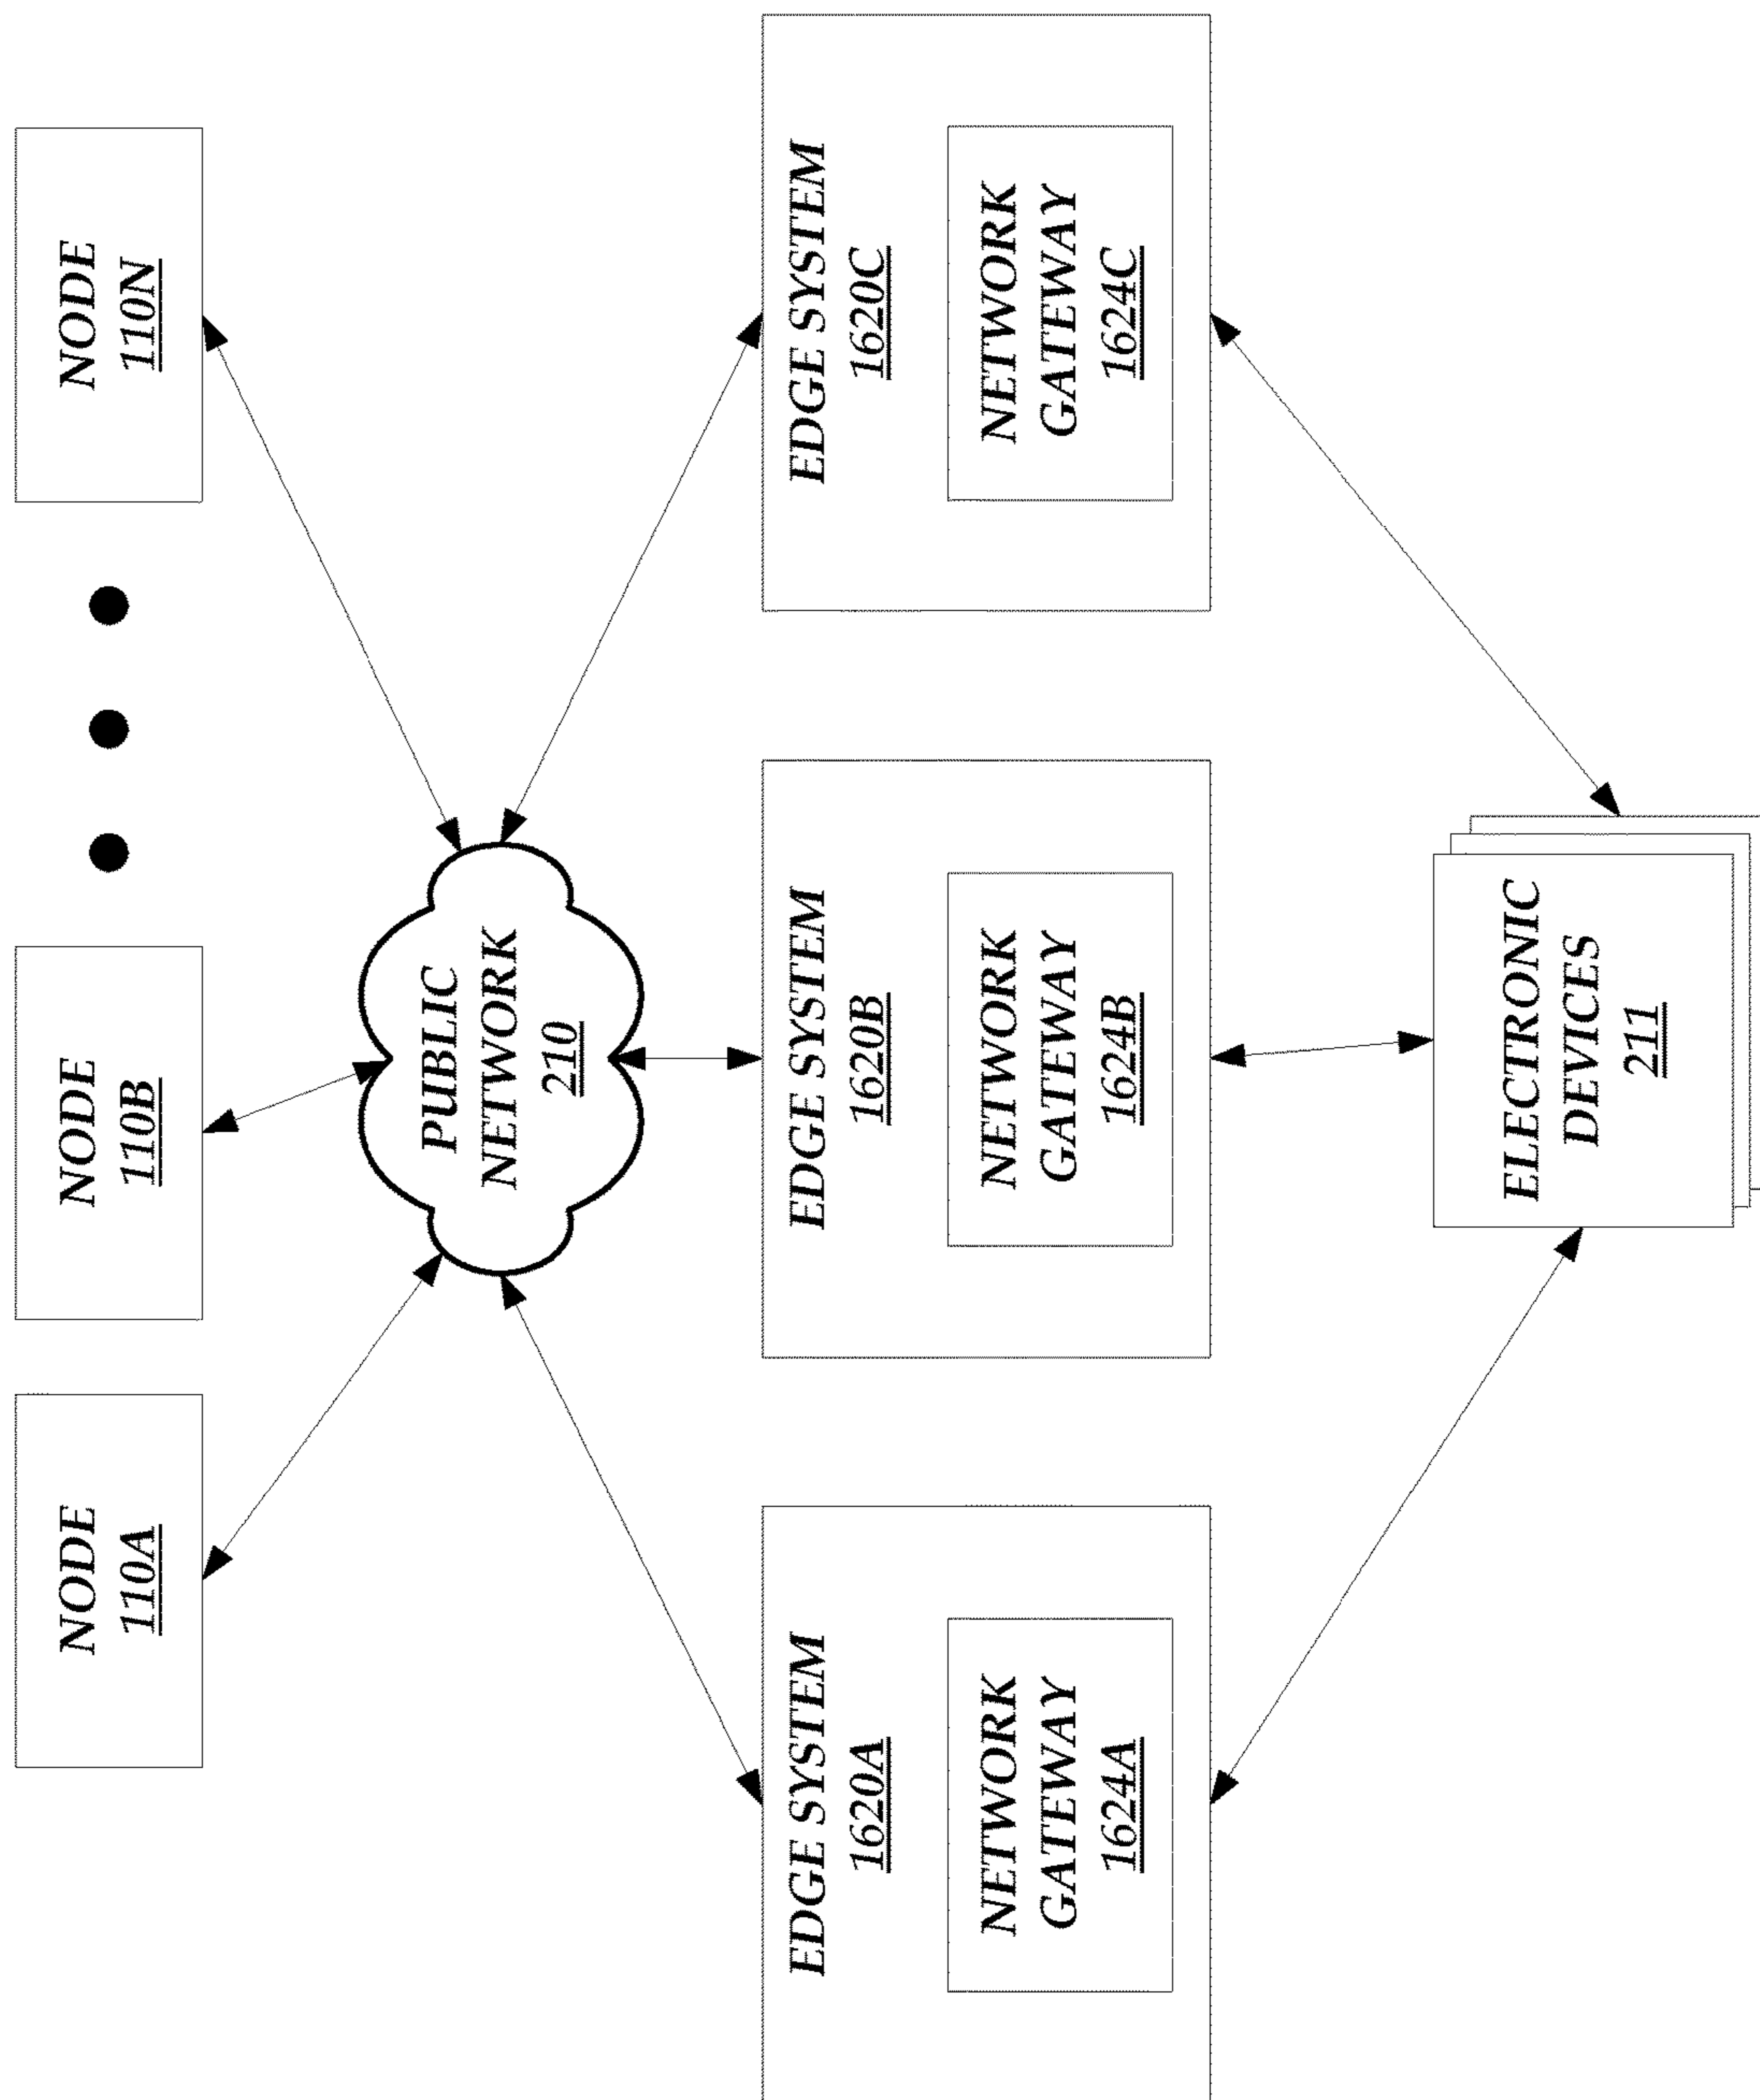 NODE
110A
NODE
110B
NODE
110N
PUBLIC
NETWORK
210
EDGE SYSTEM
1620A
NETWORK
GATEWAY
1624A
EDGE SYSTEM
1620B
NETWORK
GATEWAY
1624B
EDGE SYSTEM
1620C
NETWORK
GATEWAY
1624C
ELECTRONIC
DEVICES
211